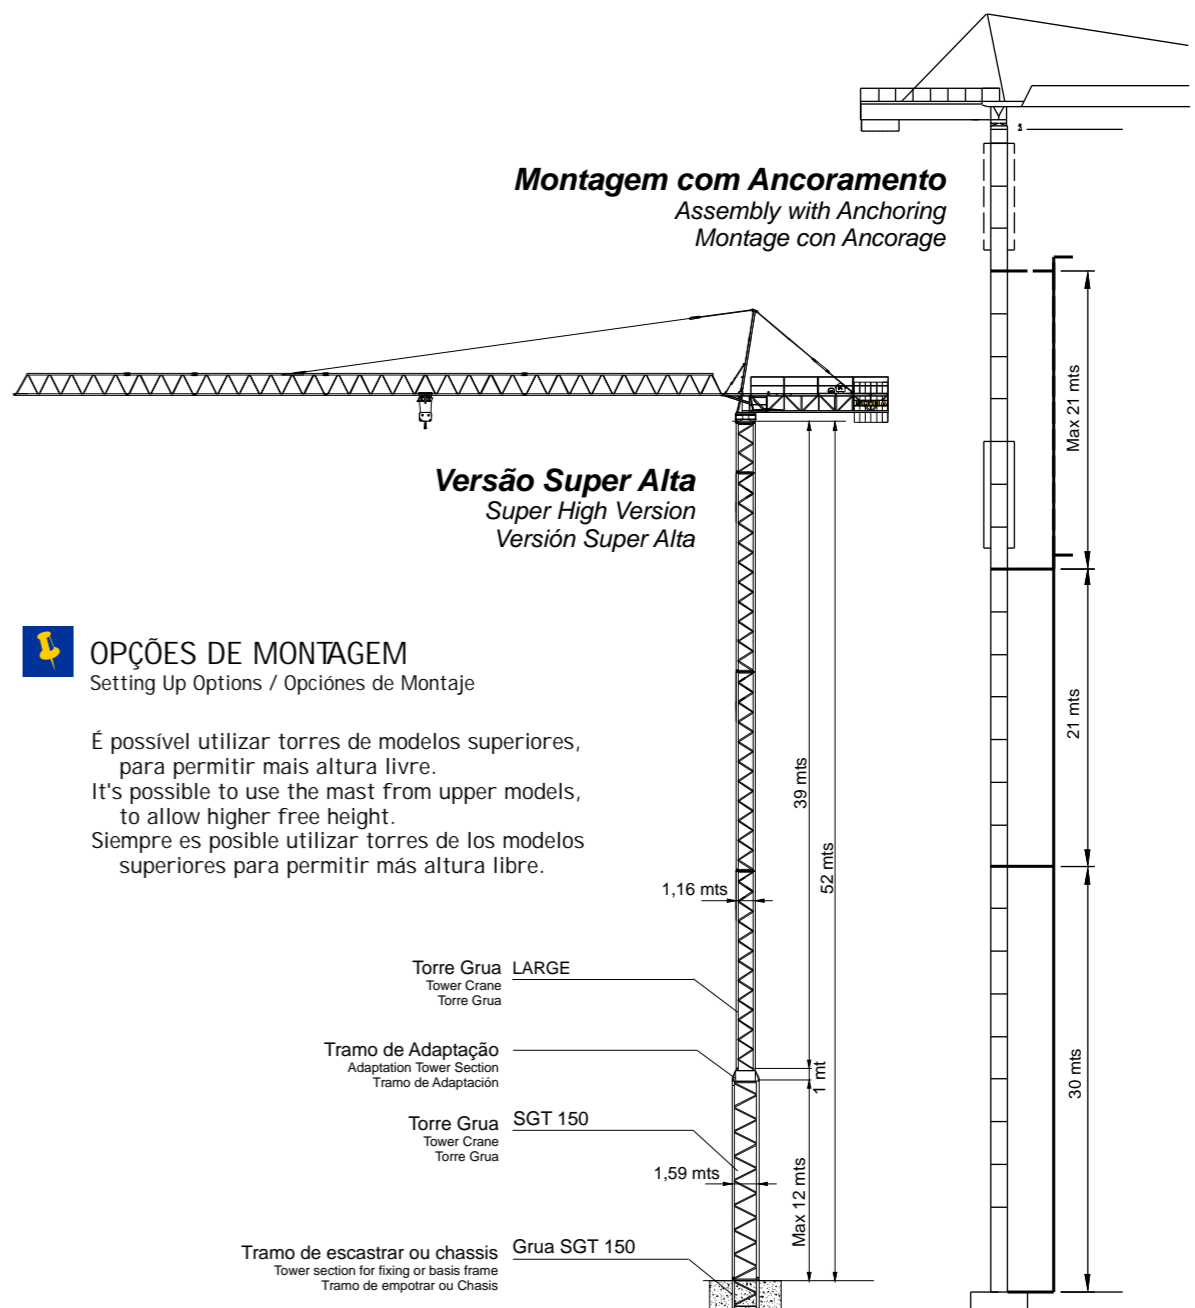 Montagem com Ancoramento
Assembly with Anchoring
Montage con Ancorage
Max 21 mts
Versão Super Alta
Super High Version
Versión Super Alta
OPÇÕES DE MONTAGEM
Setting Up Options / Opciónes de Montaje
É possível utilizar torres de modelos superiores,
para permitir mais altura livre.
It's possible to use the mast from upper models,
to allow higher free height.
Siempre es posible utilizar torres de los modelos
superiores para permitir más altura libre.
21 mts
39 mts
52 mts
1,16 mts
Torre Grua LARGE
Tower Crane
Torre Grua
Tramo de Adaptação
Adaptation Tower Section
Tramo de Adaptación
1 mt
30 mts
Torre Grua SGT 150
Tower Crane
Torre Grua
1,59 mts
Max 12 mts
Tramo de escastrar ou chassis Grua SGT 150
Tower section for fixing or basis frame
Tramo de empotrar ou Chasis